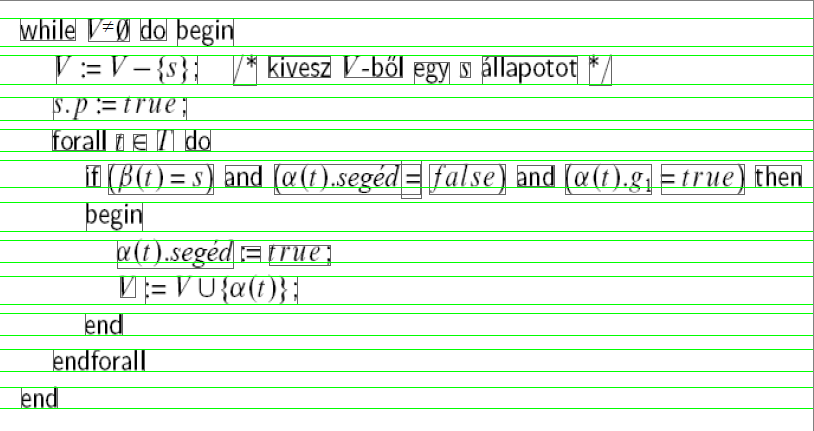 while V≠Ø do begin
V := V – {s}; /* kivesz V-ből egy s állapotot */
s.p := true;
forall t ∈ T do
if (β(t) = s) and (α(t).segéd = false) and (α(t).g₁ = true) then
begin
α(t).segéd := true;
V := V ∪ {α(t)};
end
endforall
end